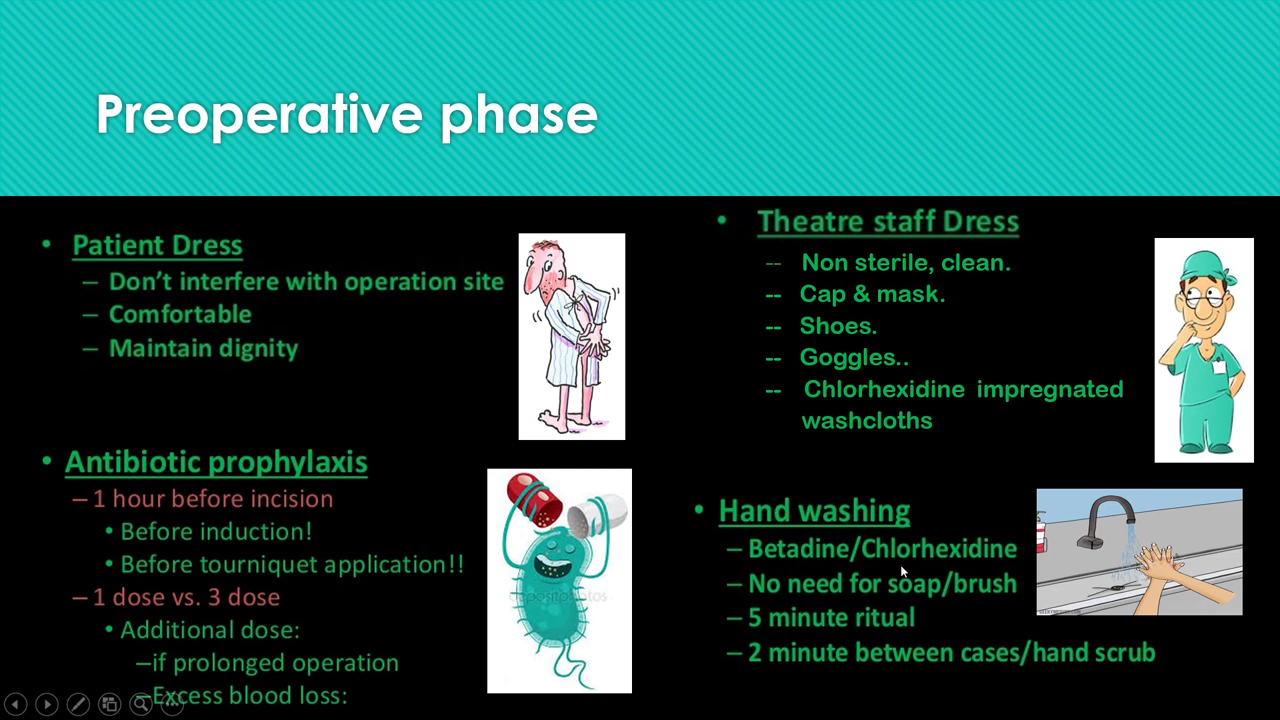 Preoperative phase
• Patient Dress
– Don’t interfere with operation site
– Comfortable
– Maintain dignity
• Antibiotic prophylaxis
– 1 hour before incision
• Before induction!
• Before tourniquet application!!
– 1 dose vs. 3 dose
• Additional dose:
–if prolonged operation
–Excess blood loss:
• Theatre staff Dress
-- Non sterile, clean.
-- Cap & mask.
-- Shoes.
-- Goggles..
-- Chlorhexidine impregnated
washcloths
• Hand washing
– Betadine/Chlorhexidine
– No need for soap/brush
– 5 minute ritual
– 2 minute between cases/hand scrub
depositphotos